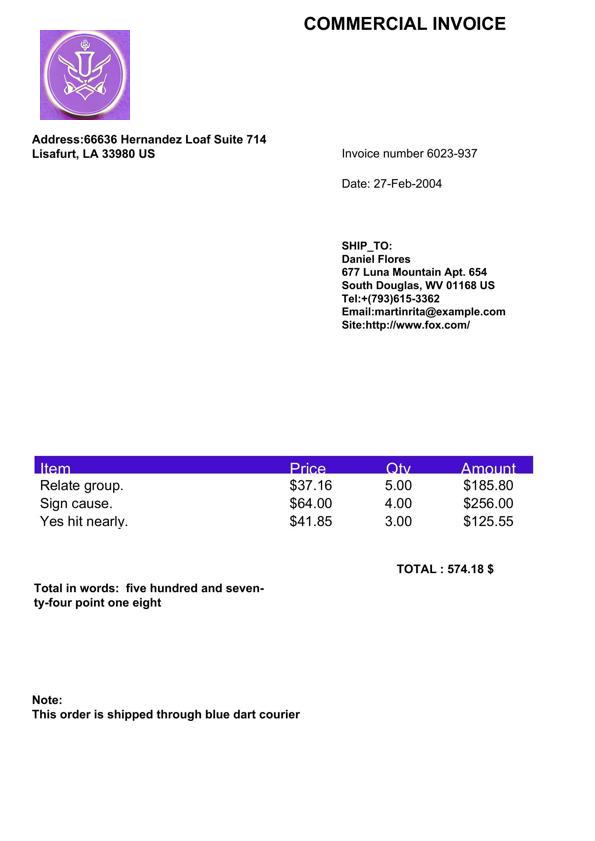 COMMERCIAL INVOICE
Address:66636 Hernandez Loaf Suite 714
Lisafurt, LA 33980 US
Invoice number 6023-937
Date: 27-Feb-2004
SHIP_TO:
Daniel Flores
677 Luna Mountain Apt. 654
South Douglas, WV 01168 US
Tel:+(793)615-3362
Email:martinrita@example.com
Site:http://www.fox.com/
Item Price Qty Amount
Relate group. $37.16 5.00 $185.80
Sign cause. $64.00 4.00 $256.00
Yes hit nearly. $41.85 3.00 $125.55
TOTAL : 574.18 $
Total in words: five hundred and seven-
ty-four point one eight
Note:
This order is shipped through blue dart courier